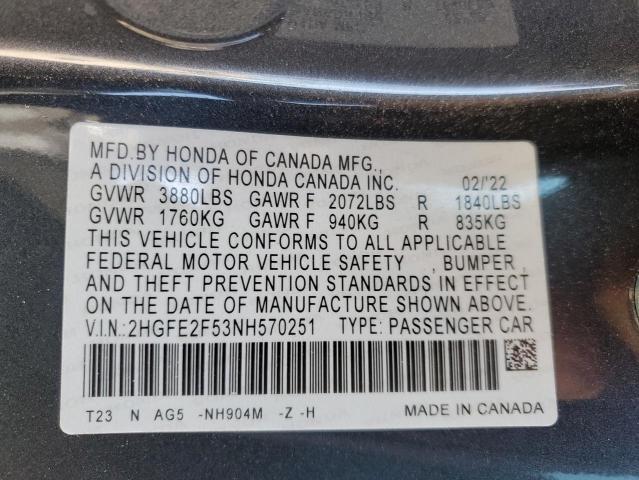 MFD.BY HONDA OF CANADA MFG.,
A DIVISION OF HONDA CANADA INC. 02/'22
GVWR 3880LBS GAWR F 2072LBS R 1840LBS
GVWR 1760KG GAWR F 940KG R 835KG
THIS VEHICLE CONFORMS TO ALL APPLICABLE
FEDERAL MOTOR VEHICLE SAFETY , BUMPER ,
AND THEFT PREVENTION STANDARDS IN EFFECT
ON THE DATE OF MANUFACTURE SHOWN ABOVE.
V.I.N.:2HGFE2F53NH570251 TYPE: PASSENGER CAR
T23 N AG5 -NH904M -Z -H MADE IN CANADA